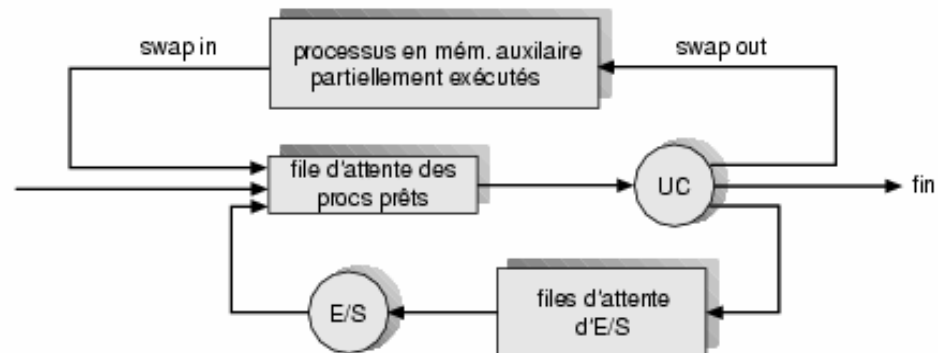 swap in
processus en mém. auxilaire
partiellement exécutés
swap out
file d'attente des
procs prêts
UC
fin
E/S
files d'attente
d'E/S